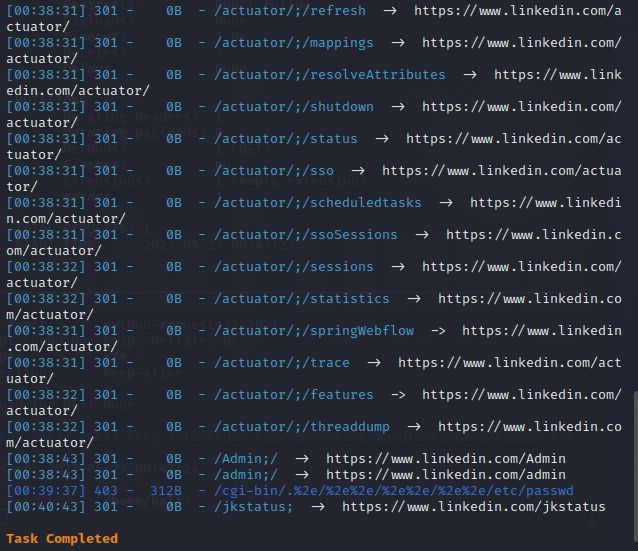 [00:38:31] 301 -    0B  - /actuator/;/refresh  ->  https://www.linkedin.com/a
ctuator/
[00:38:31] 301 -    0B  - /actuator/;/mappings  ->  https://www.linkedin.com/
actuator/
[00:38:31] 301 -    0B  - /actuator/;/resolveAttributes  ->  https://www.link
edin.com/actuator/
[00:38:31] 301 -    0B  - /actuator/;/shutdown  ->  https://www.linkedin.com/
actuator/
[00:38:31] 301 -    0B  - /actuator/;/status  ->  https://www.linkedin.com/ac
tuator/
[00:38:31] 301 -    0B  - /actuator/;/sso  ->  https://www.linkedin.com/actua
tor/
[00:38:31] 301 -    0B  - /actuator/;/scheduledtasks  ->  https://www.linkedi
n.com/actuator/
[00:38:31] 301 -    0B  - /actuator/;/ssoSessions  ->  https://www.linkedin.c
om/actuator/
[00:38:32] 301 -    0B  - /actuator/;/sessions  ->  https://www.linkedin.com/
actuator/
[00:38:32] 301 -    0B  - /actuator/;/statistics  ->  https://www.linkedin.co
m/actuator/
[00:38:31] 301 -    0B  - /actuator/;/springWebflow  ->  https://www.linkedin
.com/actuator/
[00:38:31] 301 -    0B  - /actuator/;/trace  ->  https://www.linkedin.com/act
uator/
[00:38:32] 301 -    0B  - /actuator/;/features  ->  https://www.linkedin.com/
actuator/
[00:38:32] 301 -    0B  - /actuator/;/threaddump  ->  https://www.linkedin.co
m/actuator/
[00:38:43] 301 -    0B  - /Admin;/  ->  https://www.linkedin.com/Admin
[00:38:43] 301 -    0B  - /admin;/  ->  https://www.linkedin.com/admin
[00:39:37] 403 -  312B  - /cgi-bin/.%2e/%2e%2e/%2e%2e/%2e%2e/etc/passwd
[00:40:43] 301 -    0B  - /jkstatus;  ->  https://www.linkedin.com/jkstatus
Task Completed